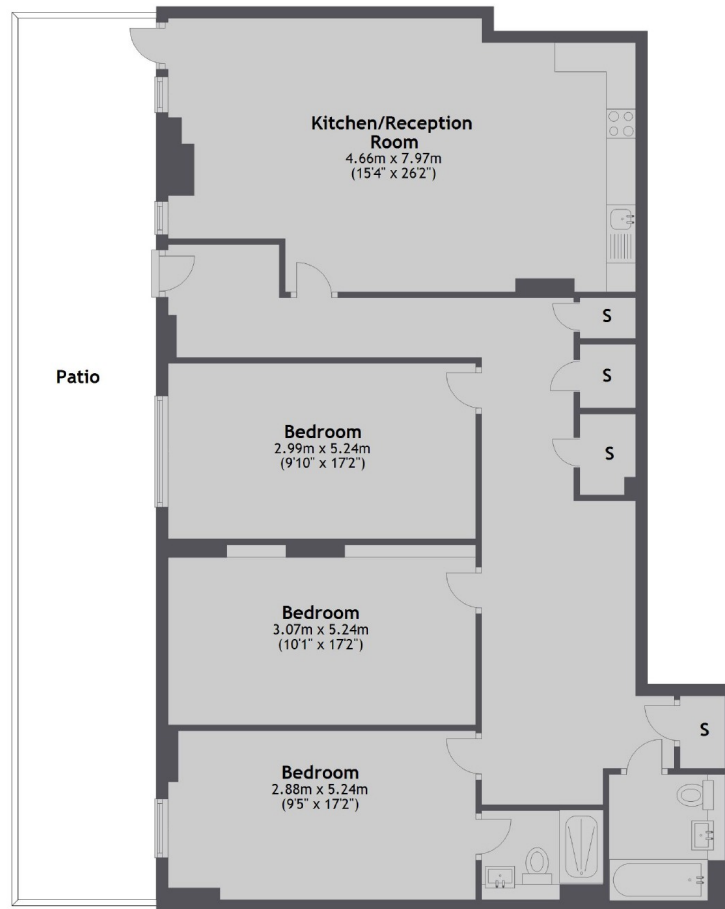 Kitchen/Reception
Room
4.66m x 7.97m
(15'4" x 26'2")
S
S
S
Patio
Bedroom
2.99m x 5.24m
(9'10" x 17'2")
Bedroom
3.07m x 5.24m
(10'1" x 17'2")
S
Bedroom
2.88m x 5.24m
(9'5" x 17'2")